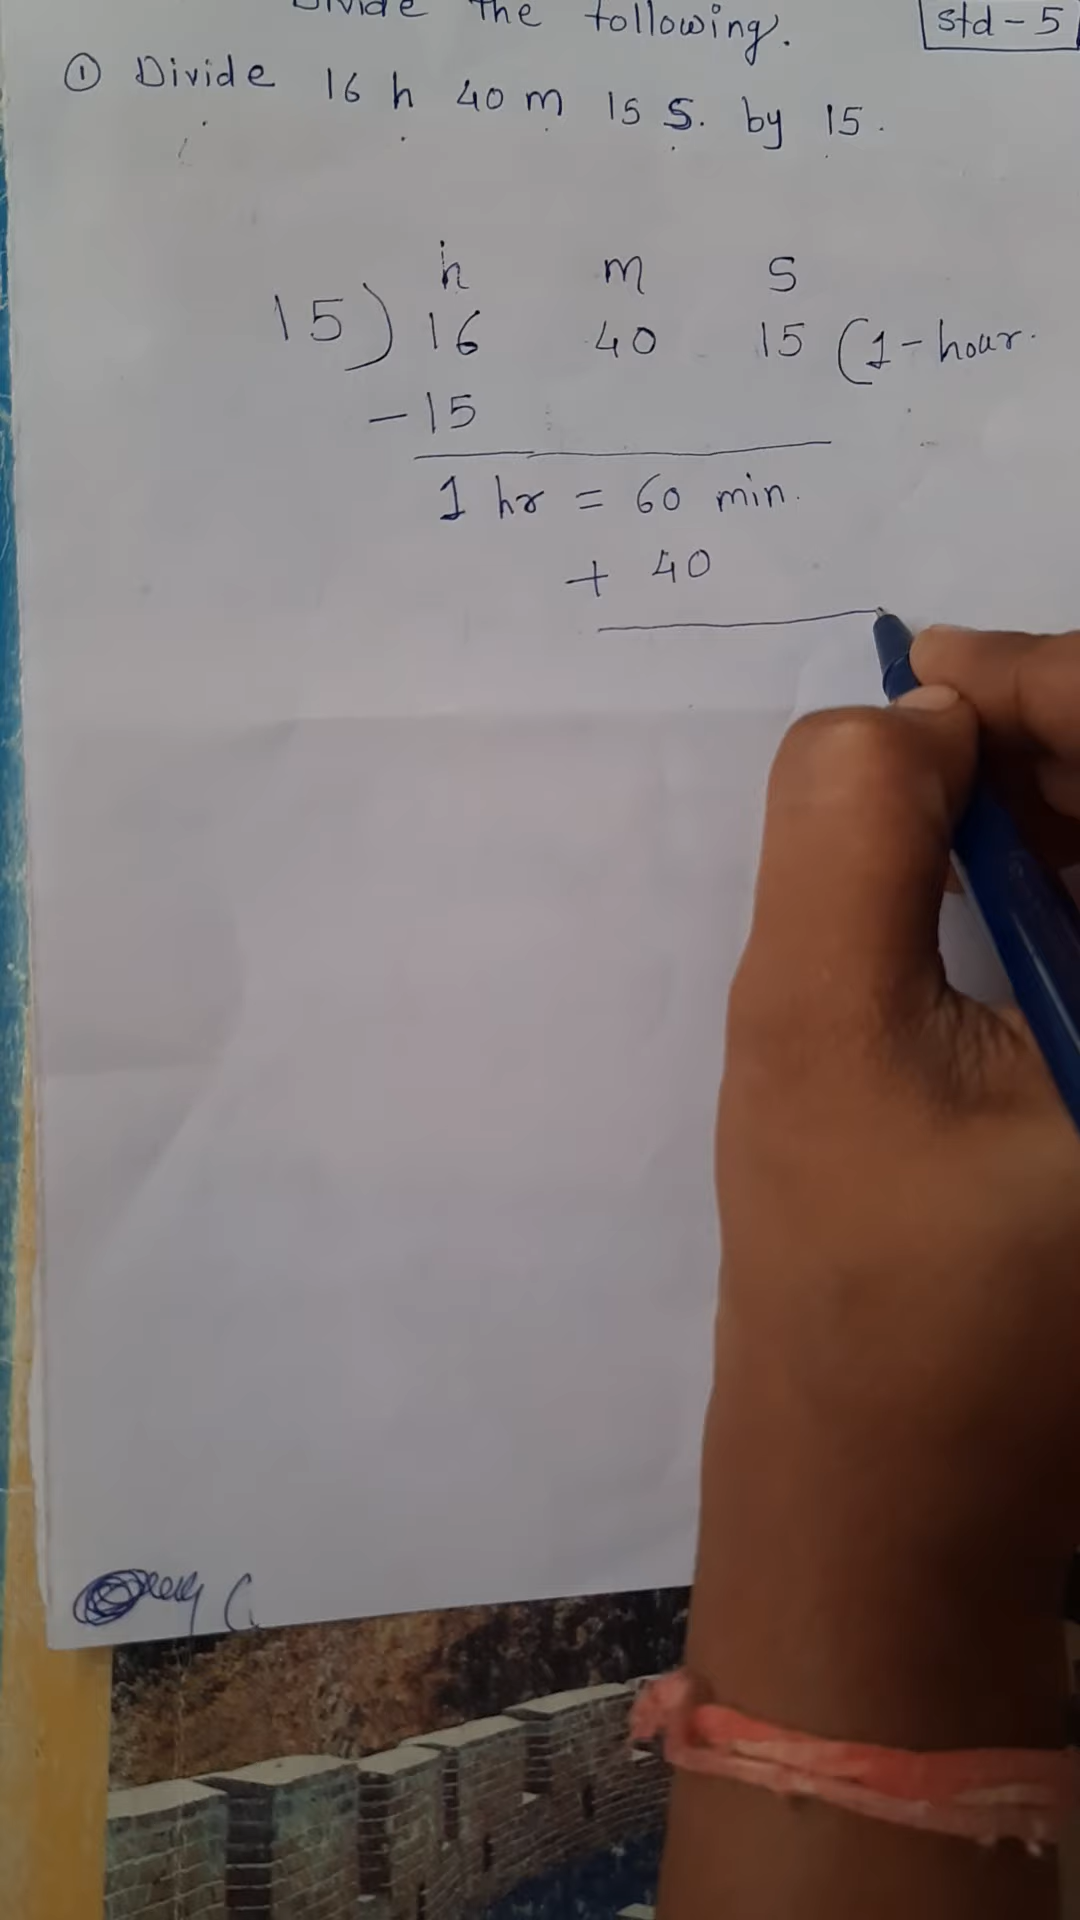 Divide the following.
std - 5
① Divide 16 h 40 m 15 s. by 15.
h m s
15) 16 40 15 (1 - hour.
- 15
1 hr = 60 min.
+ 40